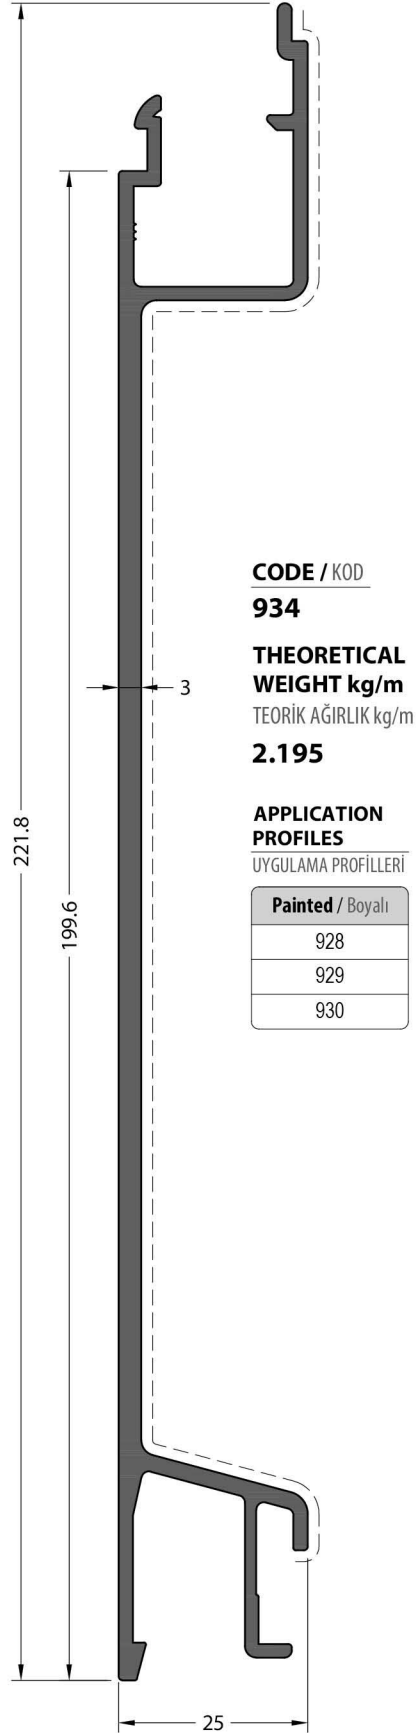 CODE / KOD
934
THEORETICAL
WEIGHT kg/m
TEORİK AĞIRLIK kg/m
2.195
3
APPLICATION
PROFILES
UYGULAMA PROFİLLERİ
Painted / Boyalı
928
929
930
221.8
199.6
25